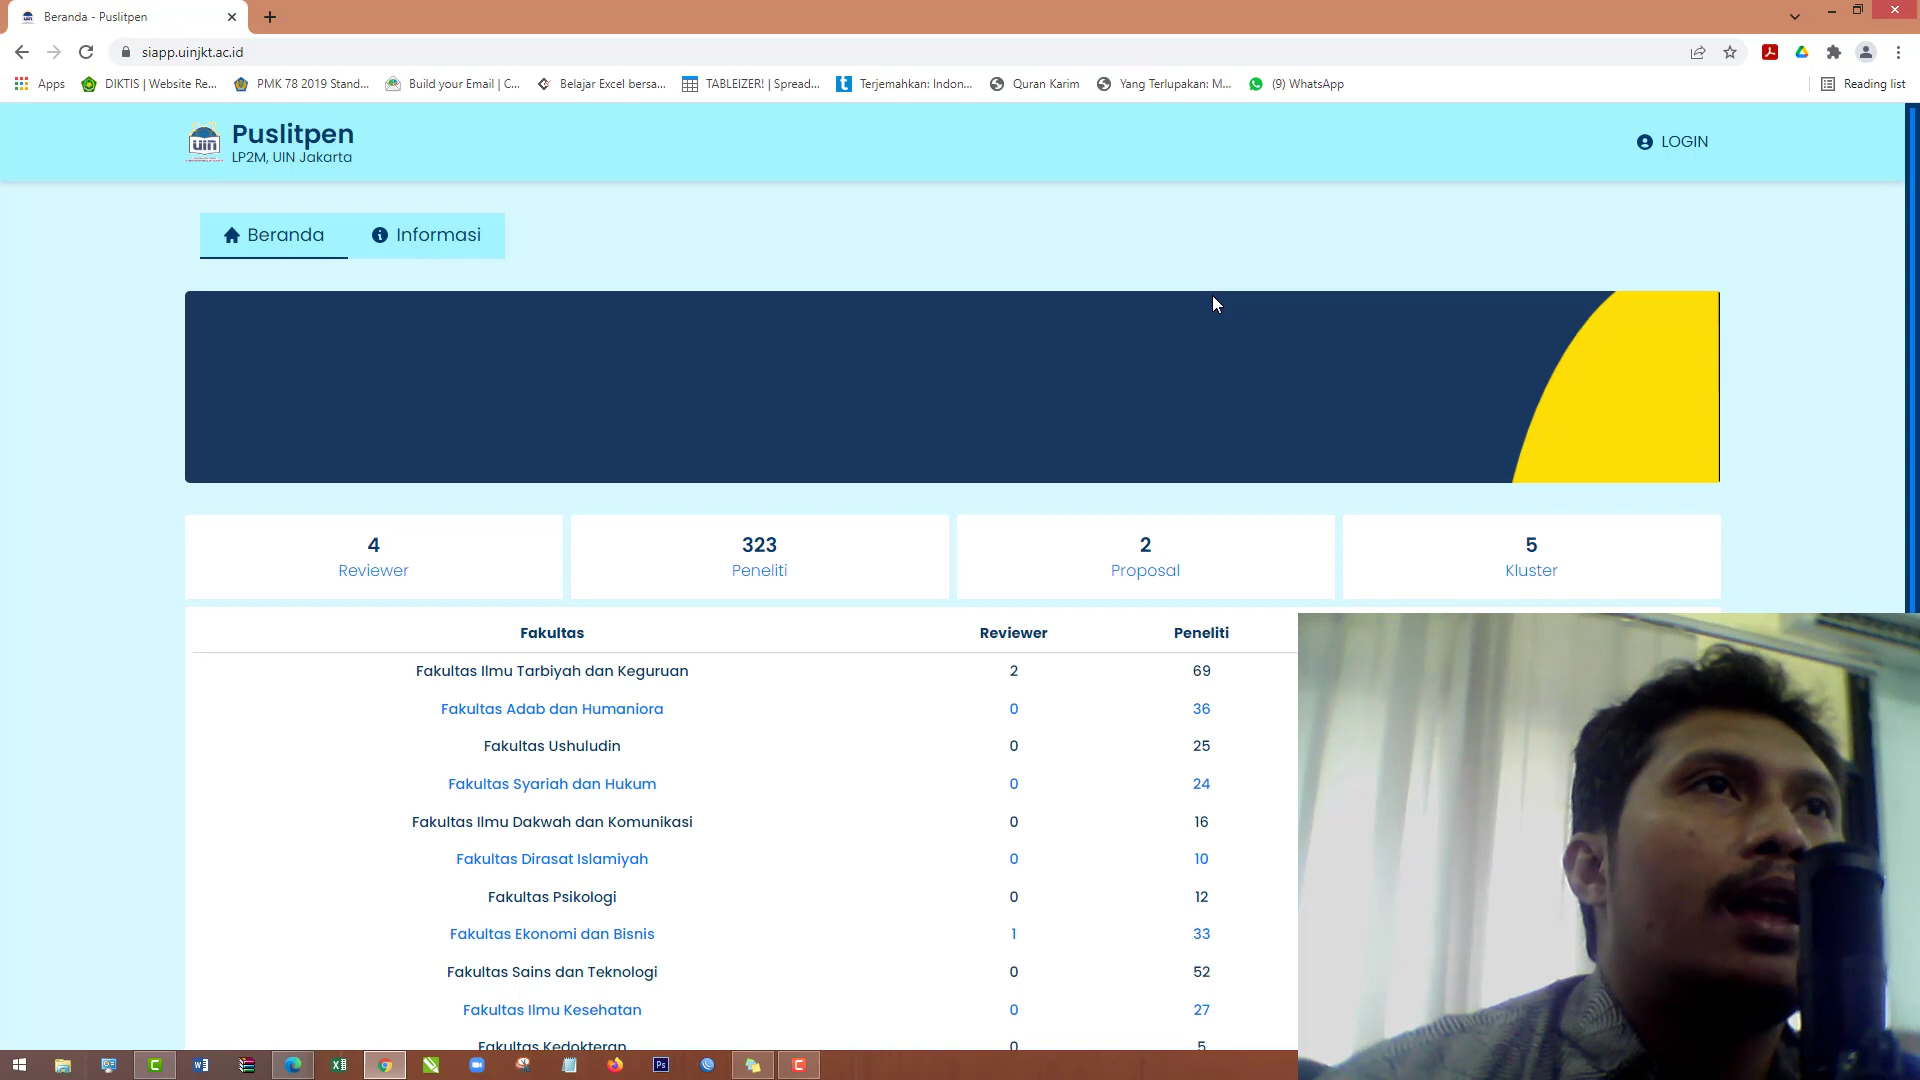 Beranda - Puslitpen
siapp.uinjkt.ac.id
Apps
DIKTIS | Website Re...
PMK 78 2019 Stand...
Build your Email | C...
Belajar Excel bersa...
TABLEIZER! | Spread...
Terjemahkan: Indon...
Quran Karim
Yang Terlupakan: M...
(9) WhatsApp
Reading list
uin
Puslitpen
LP2M, UIN Jakarta
LOGIN
Beranda
Informasi
4
Reviewer
323
Peneliti
2
Proposal
5
Kluster
Fakultas Reviewer Peneliti
Fakultas Ilmu Tarbiyah dan Keguruan 2 69
Fakultas Adab dan Humaniora 0 36
Fakultas Ushuludin 0 25
Fakultas Syariah dan Hukum 0 24
Fakultas Ilmu Dakwah dan Komunikasi 0 16
Fakultas Dirasat Islamiyah 0 10
Fakultas Psikologi 0 12
Fakultas Ekonomi dan Bisnis 1 33
Fakultas Sains dan Teknologi 0 52
Fakultas Ilmu Kesehatan 0 27
Fakultas Kedokteran 0 5